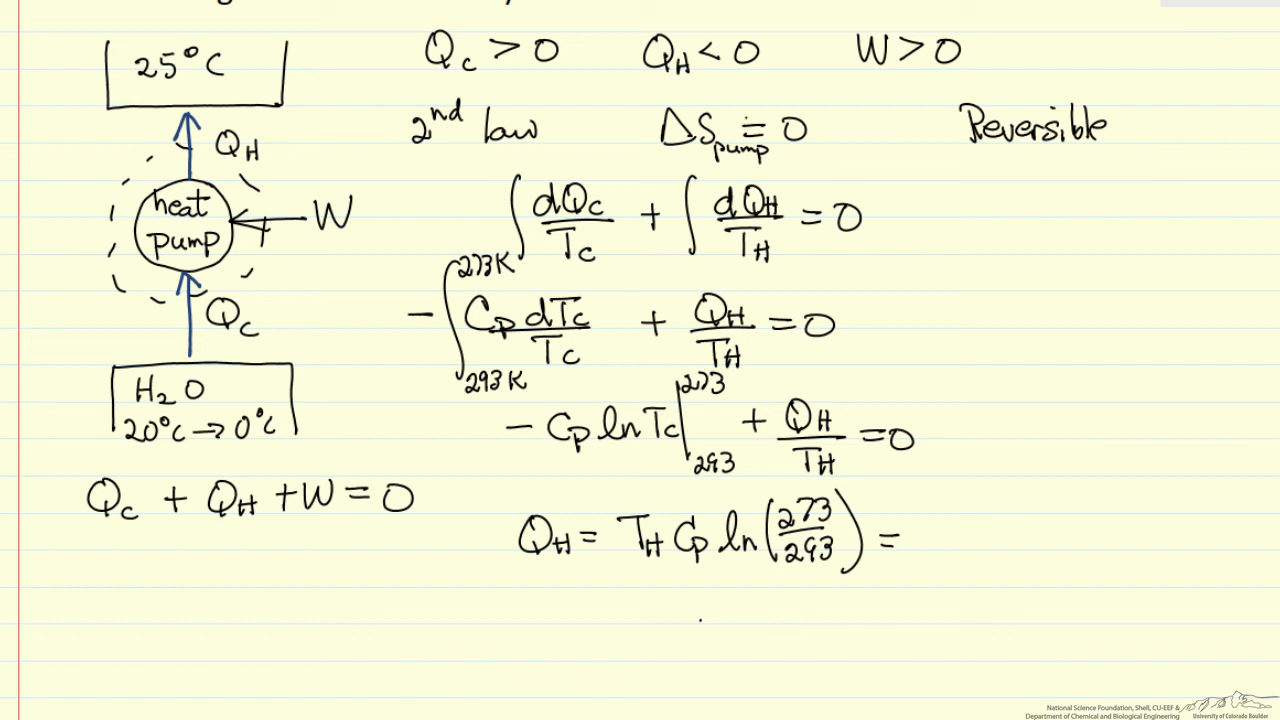 25°C
Q_C > 0 Q_H < 0 W > 0
2nd law ΔS_pump = 0 Reversible
Q_H
heat
pump
W
∫ dQ_C/T_C + ∫ dQ_H/T_H = 0
Q_C
− ∫_{293K}^{273K} C_P dT_C/T_C + Q_H/T_H = 0
H₂O
20°C → 0°C
− C_P ln T_C |_{293}^{273} + Q_H/T_H = 0
Q_C + Q_H + W = 0
Q_H = T_H C_P ln(273/293) =
National Science Foundation, Shell, CU-EEF &
Department of Chemical and Biological Engineering
University of Colorado Boulder